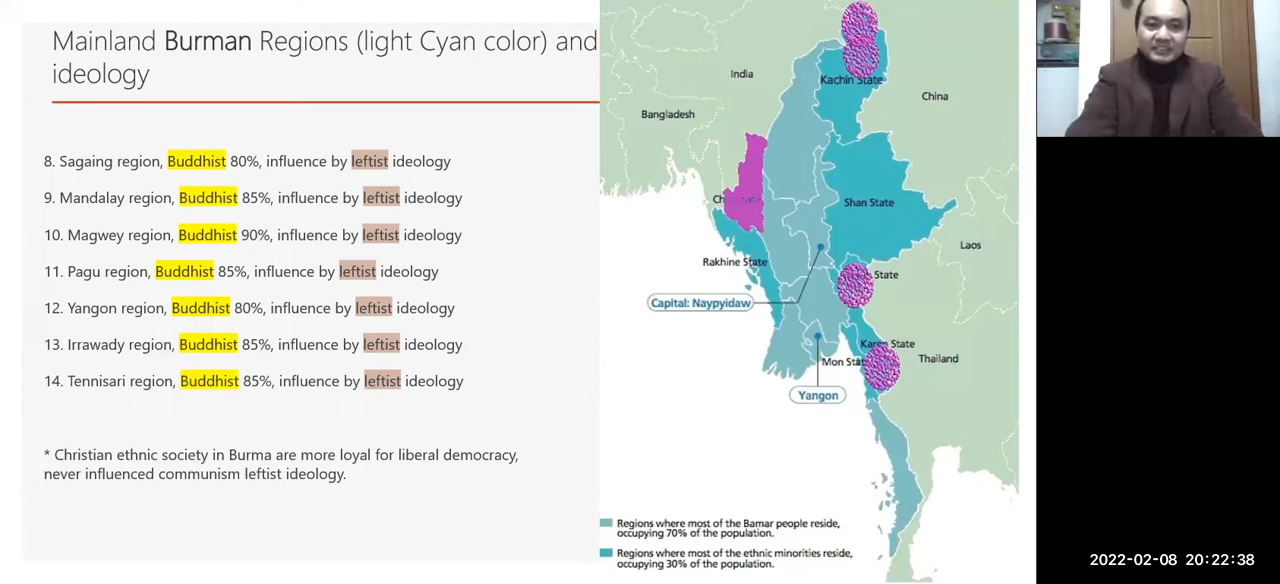 Mainland Burman Regions (light Cyan color) and
ideology
8. Sagaing region, Buddhist 80%, influence by leftist ideology
9. Mandalay region, Buddhist 85%, influence by leftist ideology
10. Magwey region, Buddhist 90%, influence by leftist ideology
11. Pagu region, Buddhist 85%, influence by leftist ideology
12. Yangon region, Buddhist 80%, influence by leftist ideology
13. Irrawady region, Buddhist 85%, influence by leftist ideology
14. Tennisari region, Buddhist 85%, influence by leftist ideology
* Christian ethnic society in Burma are more loyal for liberal democracy,
never influenced communism leftist ideology.
India
Kachin State
China
Bangladesh
Shan State
Laos
Rakhine State
State
Capital: Naypyidaw
Karen State
Mon State
Thailand
Yangon
Regions where most of the Bamar people reside,
occupying 70% of the population.
Regions where most of the ethnic minorities reside,
occupying 30% of the population.
2022-02-08 20:22:38